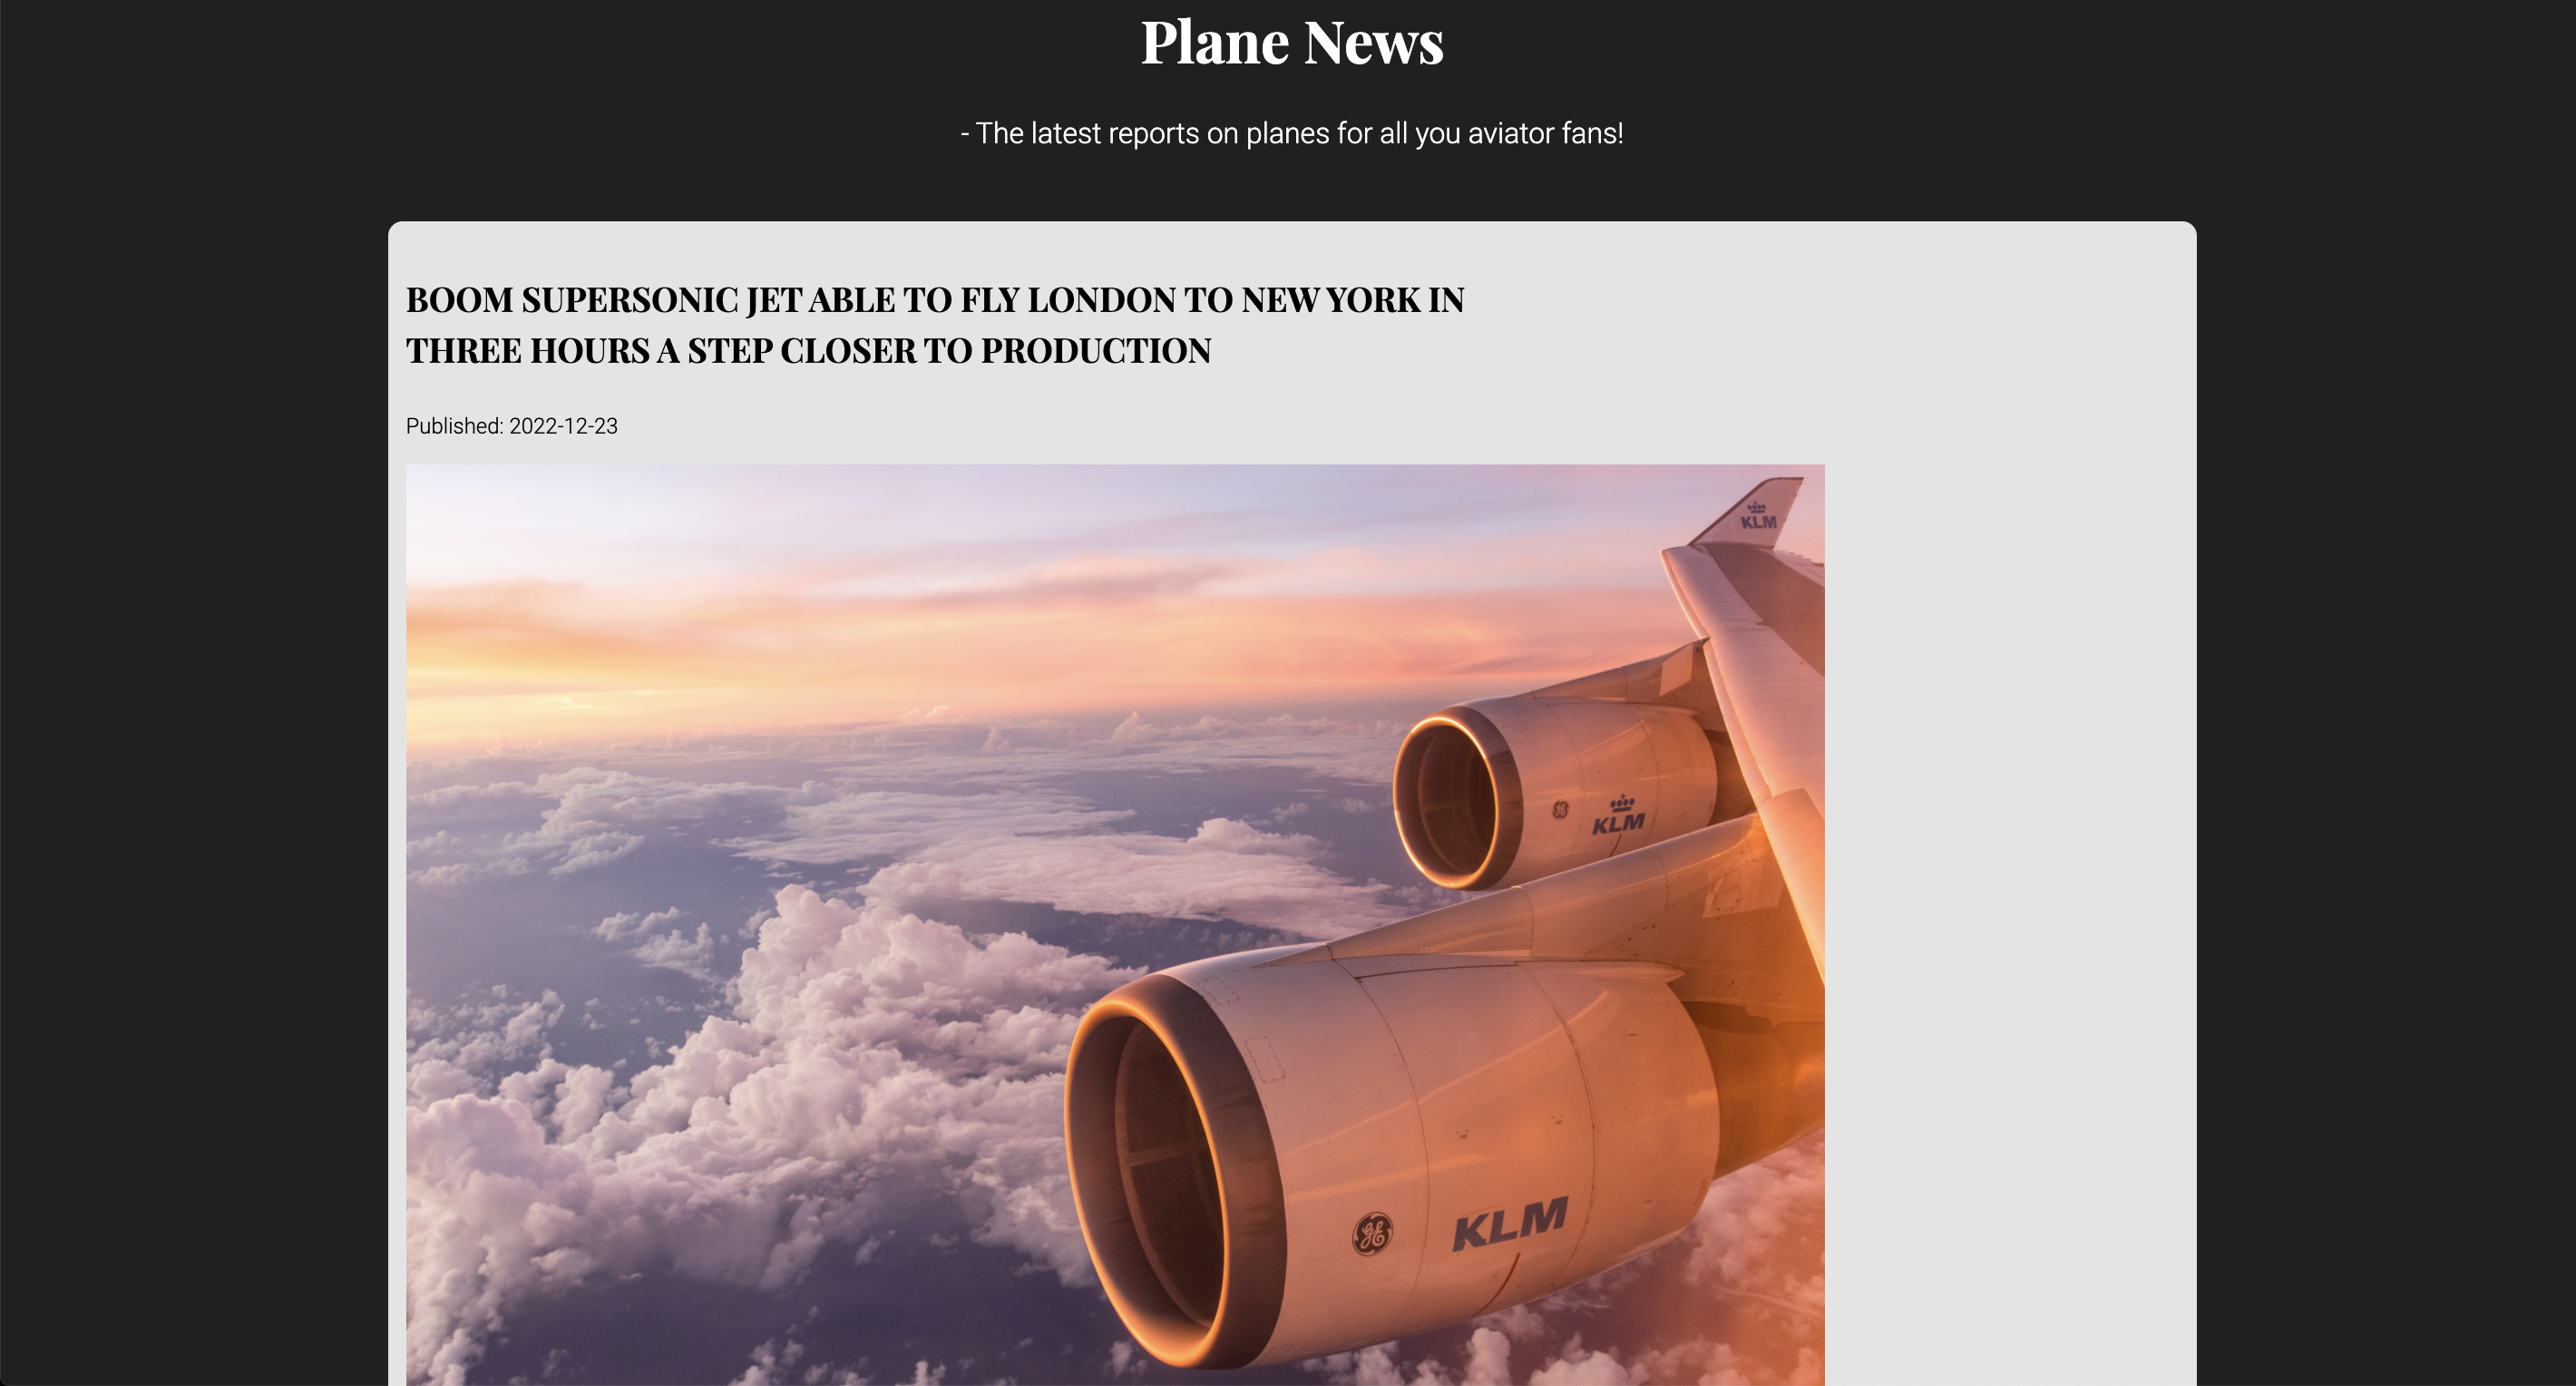 Plane News
- The latest reports on planes for all you aviator fans!
BOOM SUPERSONIC JET ABLE TO FLY LONDON TO NEW YORK IN
THREE HOURS A STEP CLOSER TO PRODUCTION
Published: 2022-12-23
KLM
KLM
GE
KLM